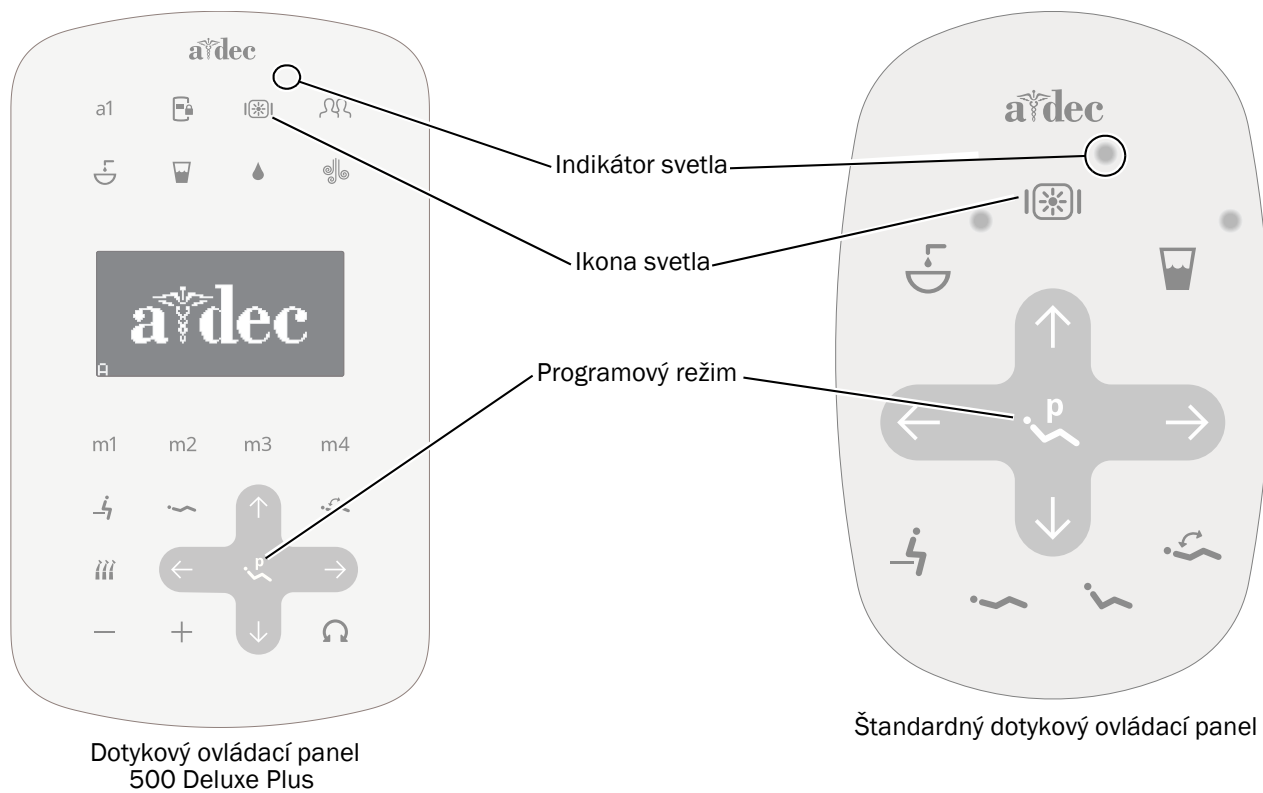 a dec
a1
A
m1 m2 m3 m4
p
Dotykový ovládací panel
500 Deluxe Plus
Indikátor svetla
Ikona svetla
Programový režim
a dec
p
Štandardný dotykový ovládací panel
a dec